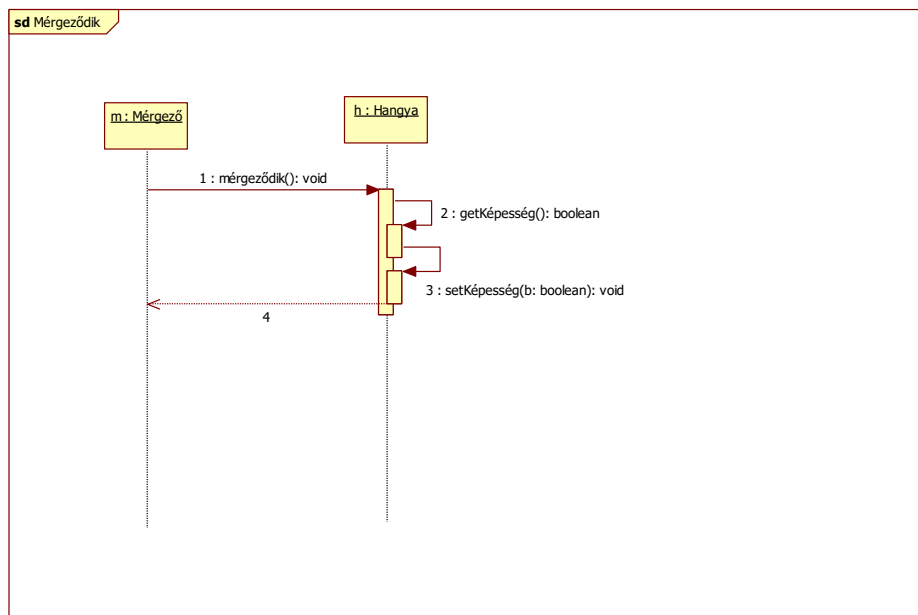 sd Mérgeződik
m : Mérgező
h : Hangya
1 : mérgeződik(): void
2 : getKépesség(): boolean
3 : setKépesség(b: boolean): void
4